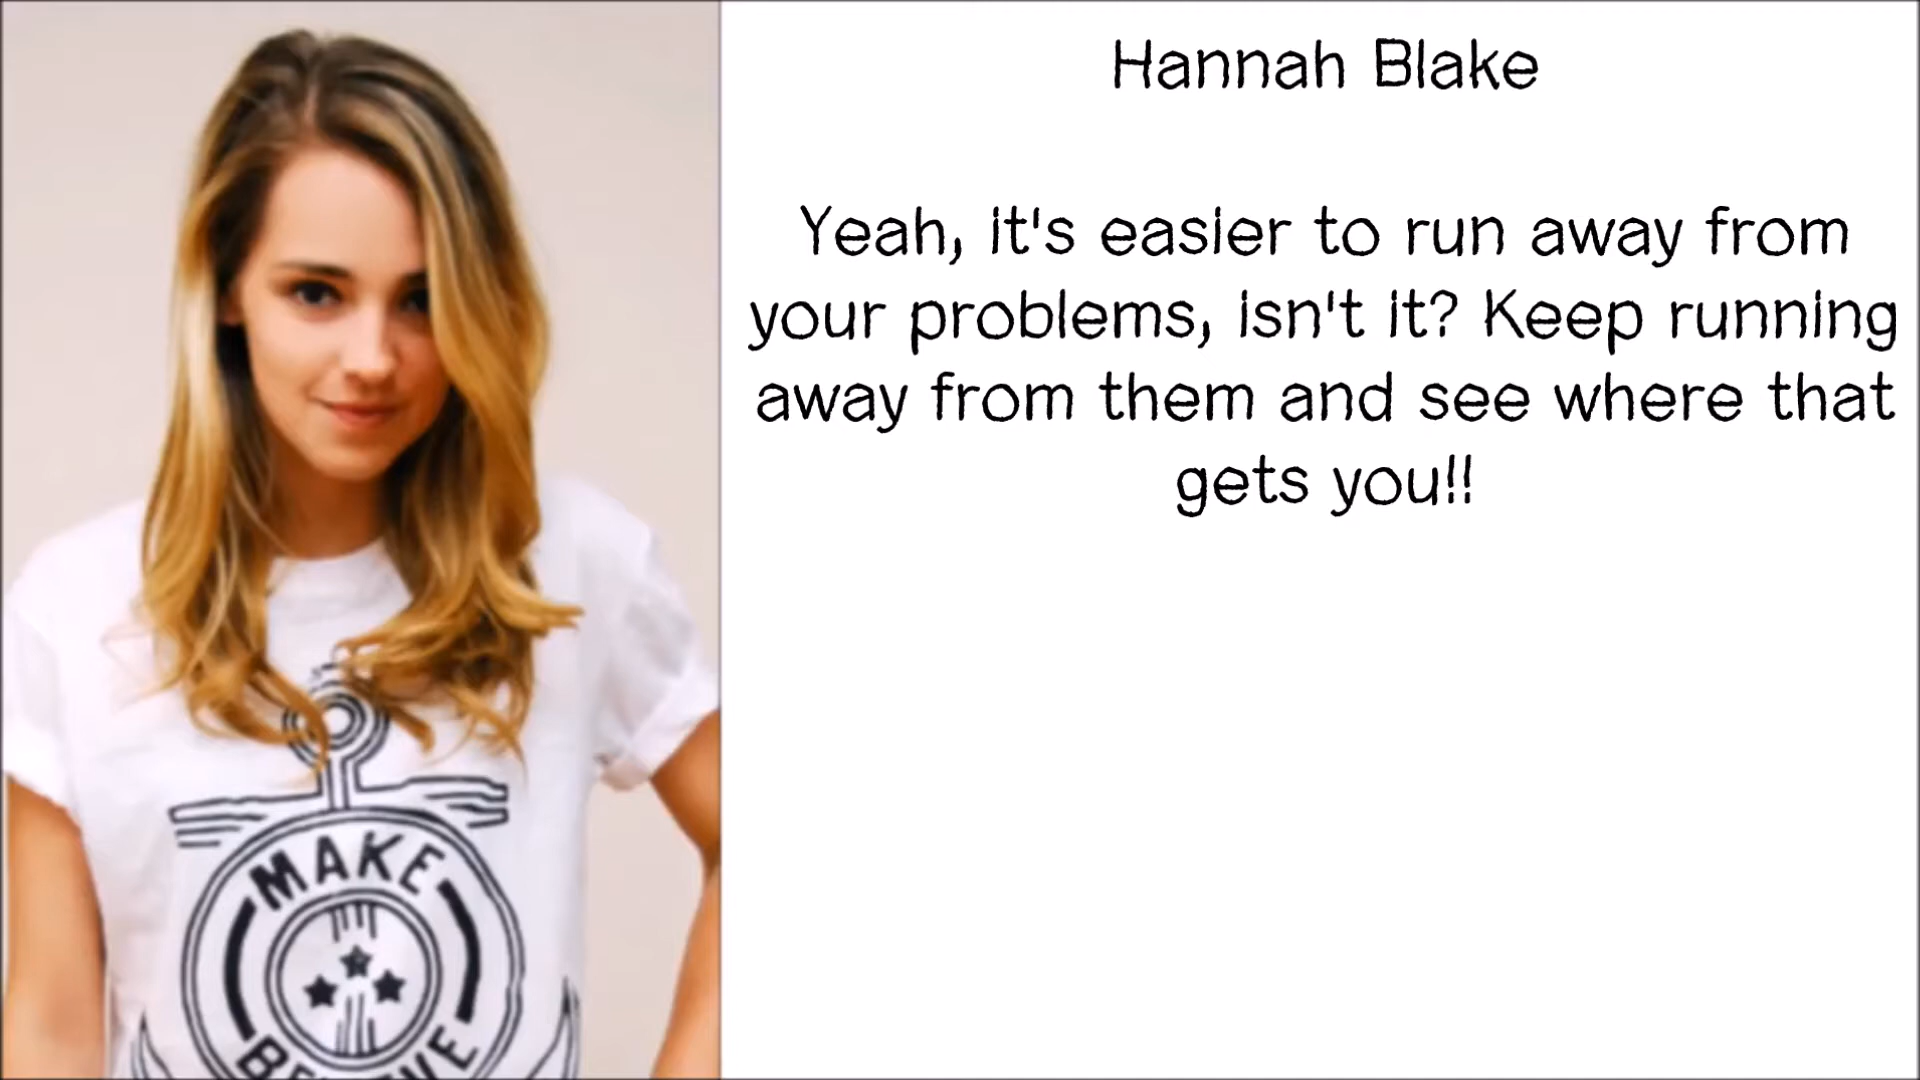 Hannah Blake
Yeah, it's easier to run away from
your problems, isn't it? Keep running
away from them and see where that
gets you!!
MAKE